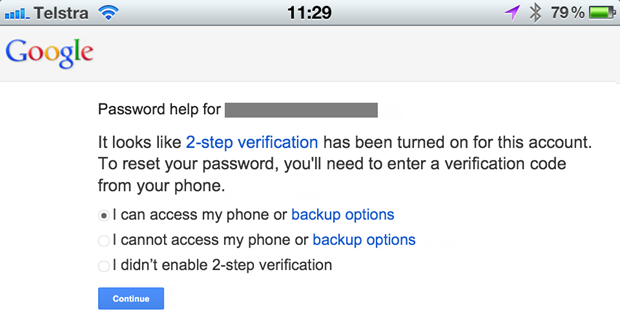 Telstra 11:29 79%
Google
Password help for
It looks like 2-step verification has been turned on for this account.
To reset your password, you'll need to enter a verification code
from your phone.
I can access my phone or backup options
I cannot access my phone or backup options
I didn’t enable 2-step verification
Continue